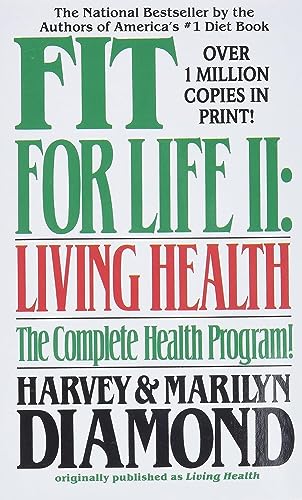 The National Bestseller by the
Authors of America's #1 Diet Book
FIT
OVER
1 MILLION
COPIES IN
PRINT!
FOR LIFE II:
LIVING HEALTH
The Complete Health Program!
HARVEY & MARILYN
DIAMOND
originally published as Living Health